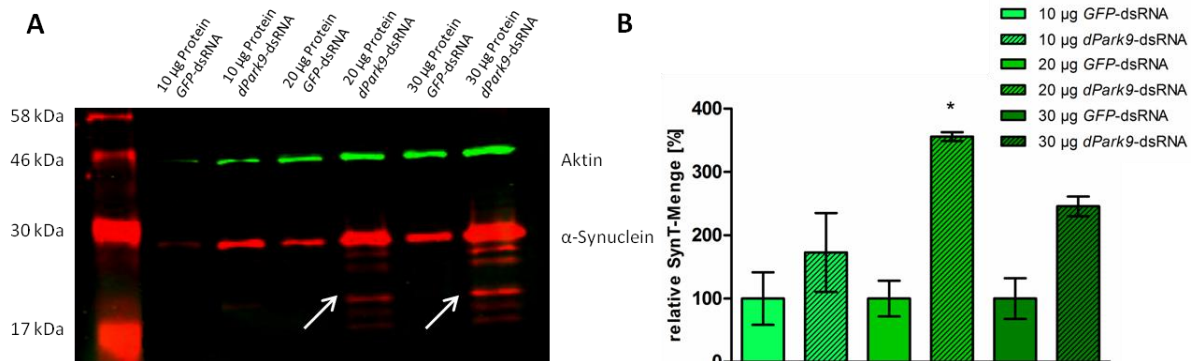 A
10 µg Protein
GFP-dsRNA
10 µg Protein
dPark9-dsRNA
20 µg Protein
GFP-dsRNA
20 µg Protein
dPark9-dsRNA
30 µg Protein
GFP-dsRNA
30 µg Protein
dPark9-dsRNA
58 kDa
46 kDa
30 kDa
17 kDa
Aktin
α-Synuclein
B
10 µg GFP-dsRNA
10 µg dPark9-dsRNA
20 µg GFP-dsRNA
20 µg dPark9-dsRNA
30 µg GFP-dsRNA
30 µg dPark9-dsRNA
relative SynT-Menge [%]
400
300
200
100
0
*